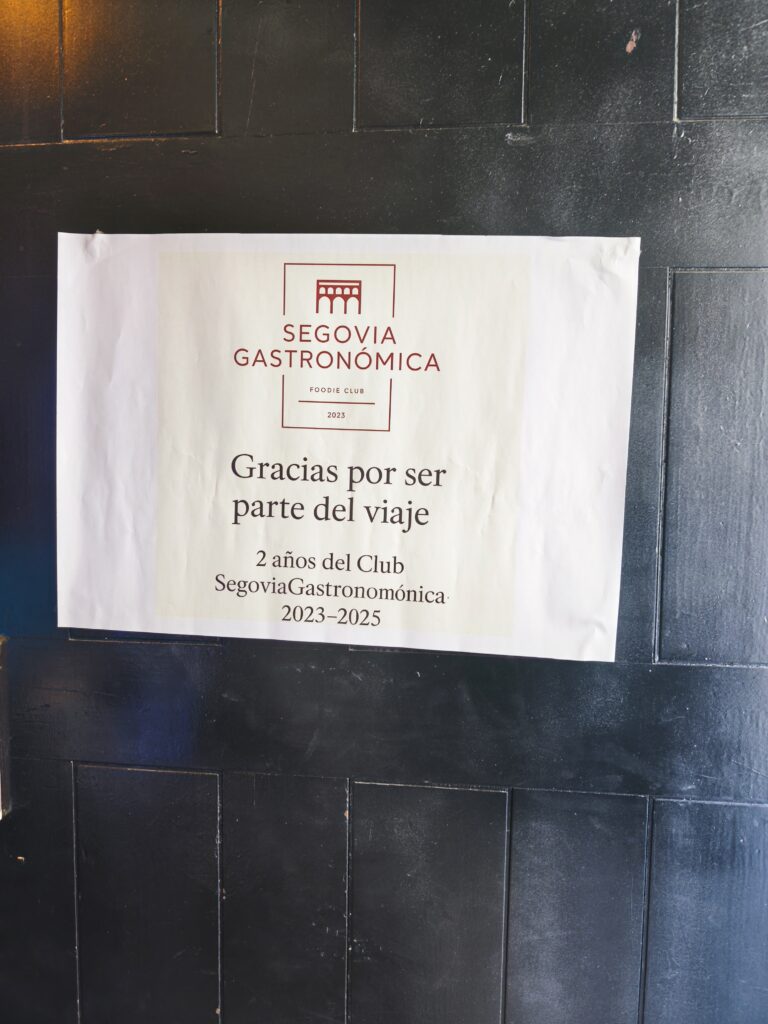 SEGOVIA
GASTRONÓMICA
FOODIE CLUB
2023
Gracias por ser
parte del viaje
2 años del Club
SegoviaGastronomónica
2023–2025